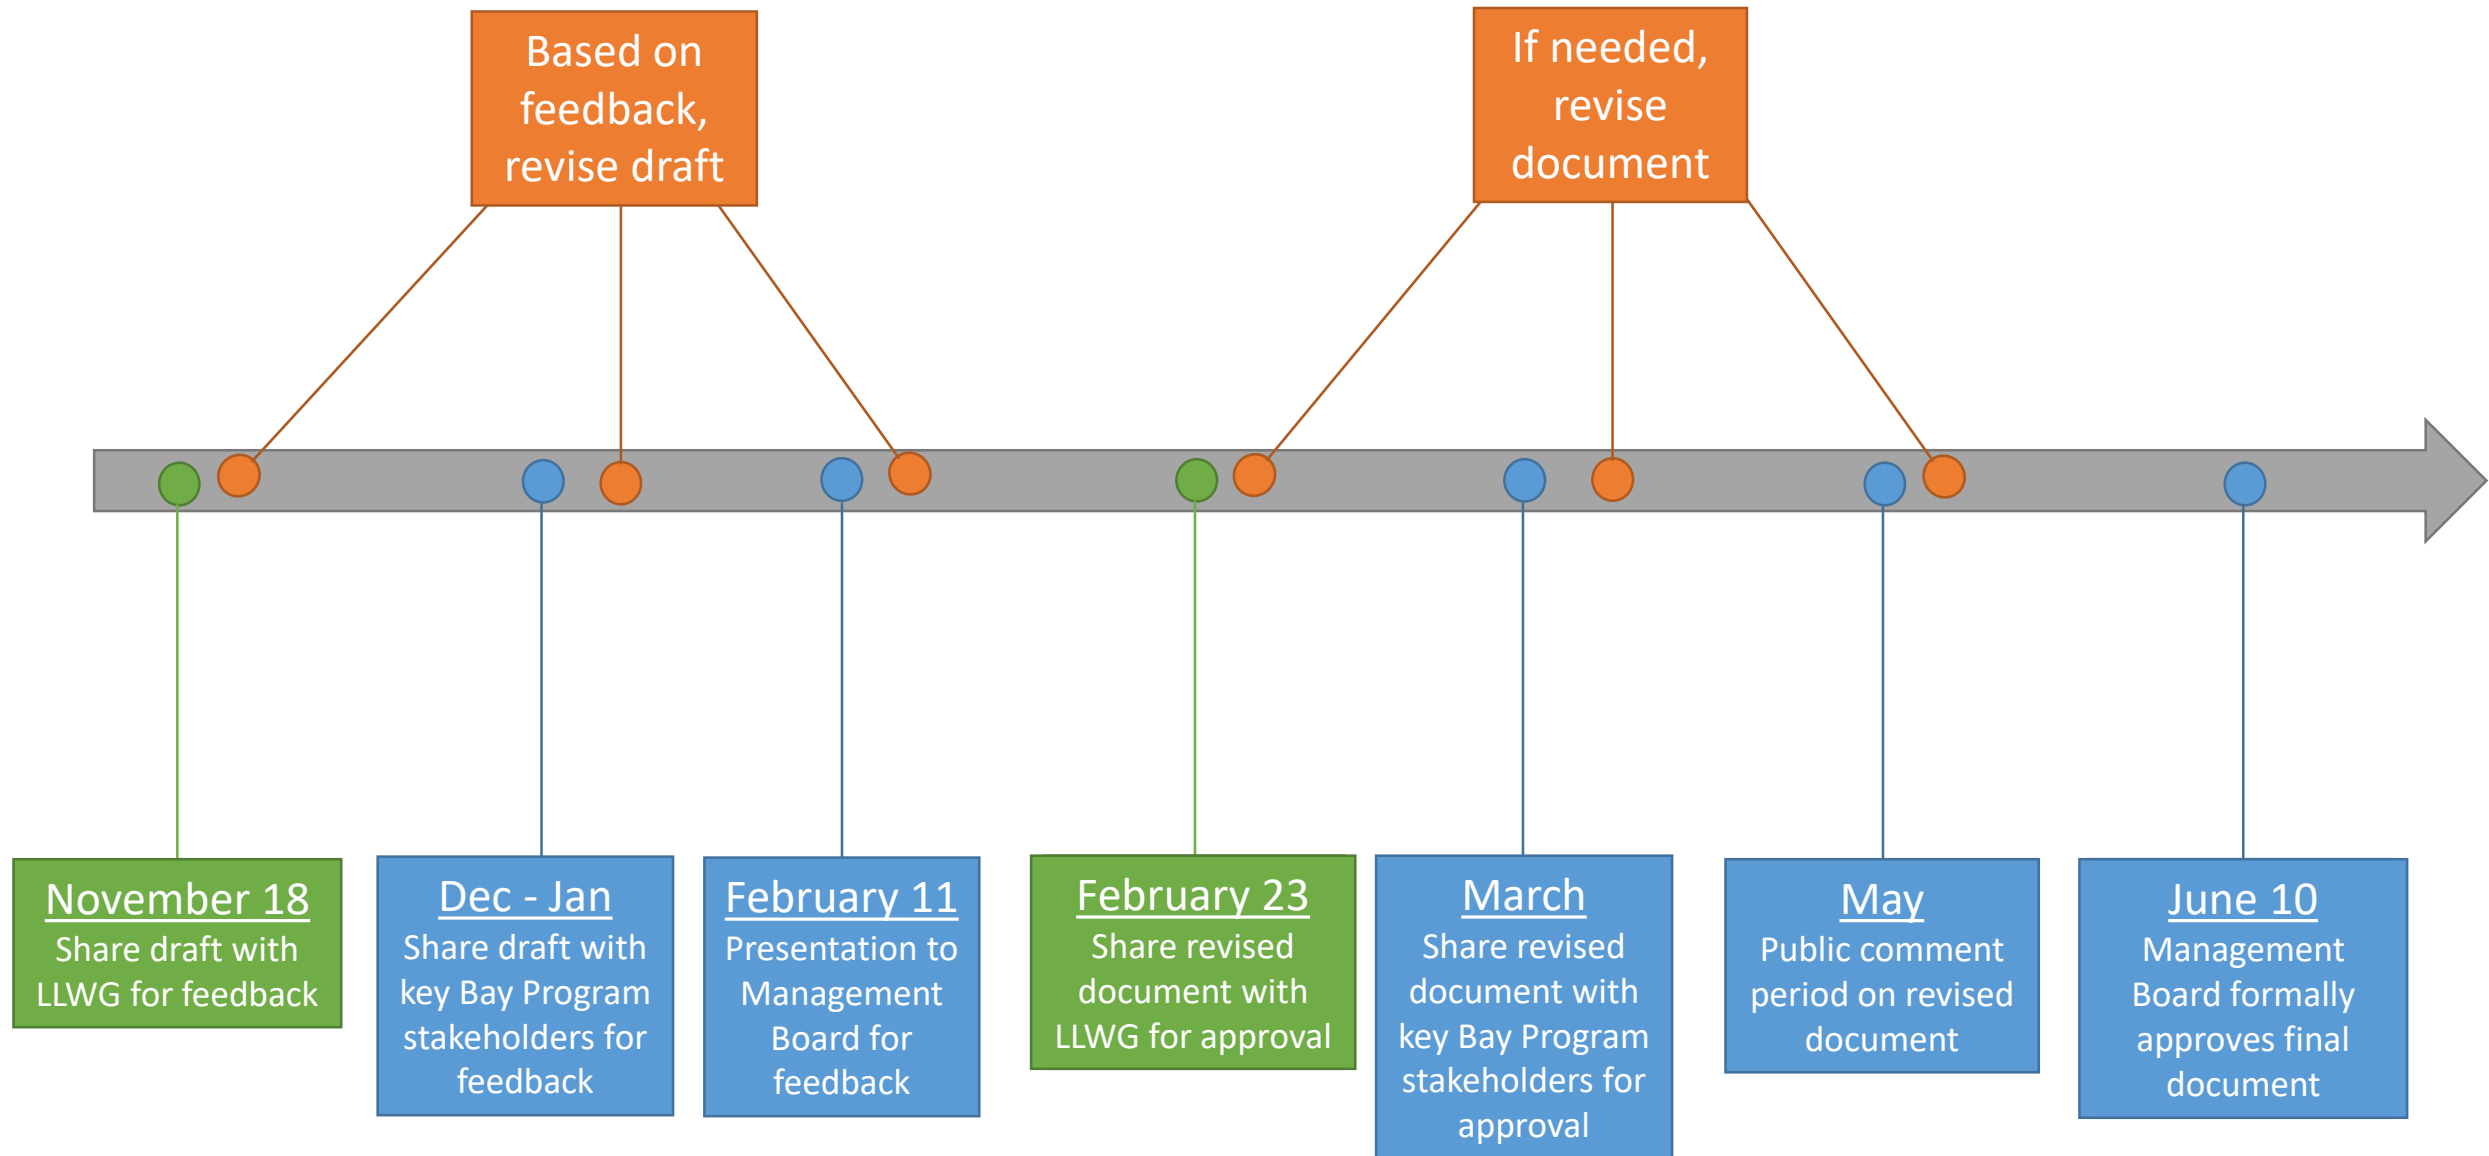 Based on
feedback,
revise draft
If needed,
revise
document
November 18
Share draft with
LLWG for feedback
Dec - Jan
Share draft with
key Bay Program
stakeholders for
feedback
February 11
Presentation to
Management
Board for
feedback
February 23
Share revised
document with
LLWG for approval
March
Share revised
document with
key Bay Program
stakeholders for
approval
May
Public comment
period on revised
document
June 10
Management
Board formally
approves final
document